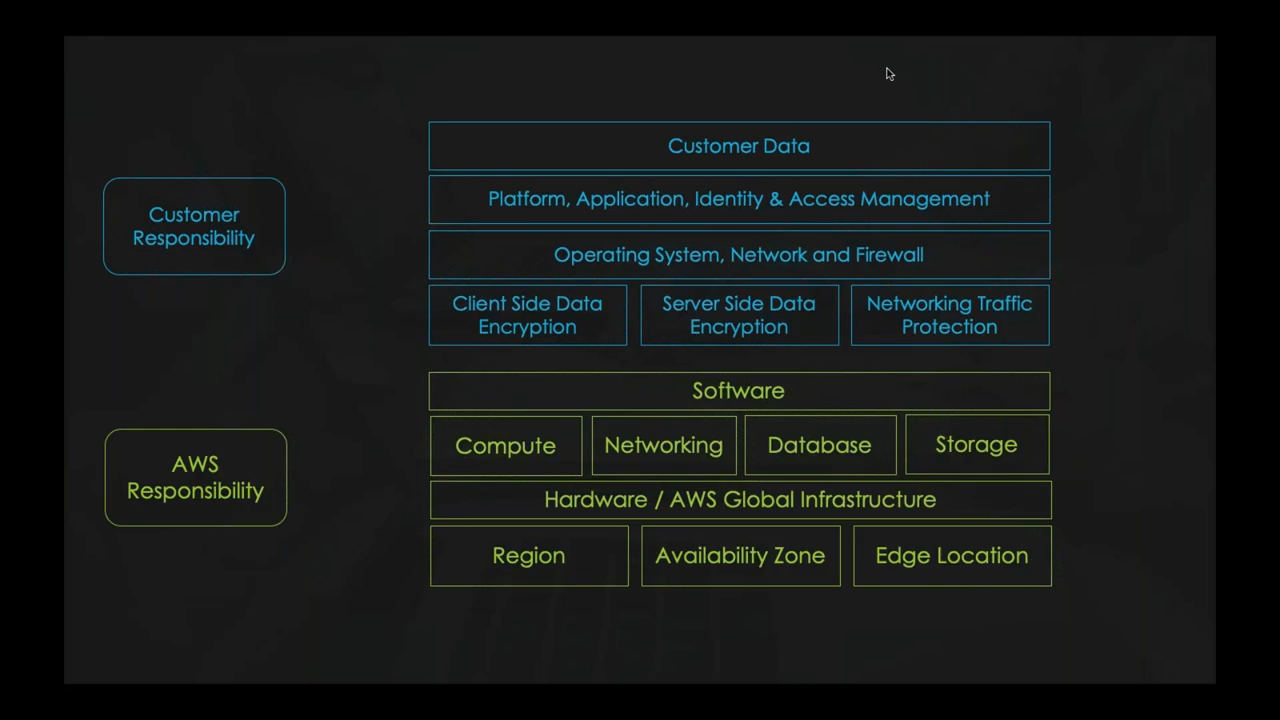 Customer Data
Platform, Application, Identity & Access Management
Customer
Responsibility
Operating System, Network and Firewall
Client Side Data
Encryption
Server Side Data
Encryption
Networking Traffic
Protection
Software
Compute
Networking
Database
Storage
AWS
Responsibility
Hardware / AWS Global Infrastructure
Region
Availability Zone
Edge Location